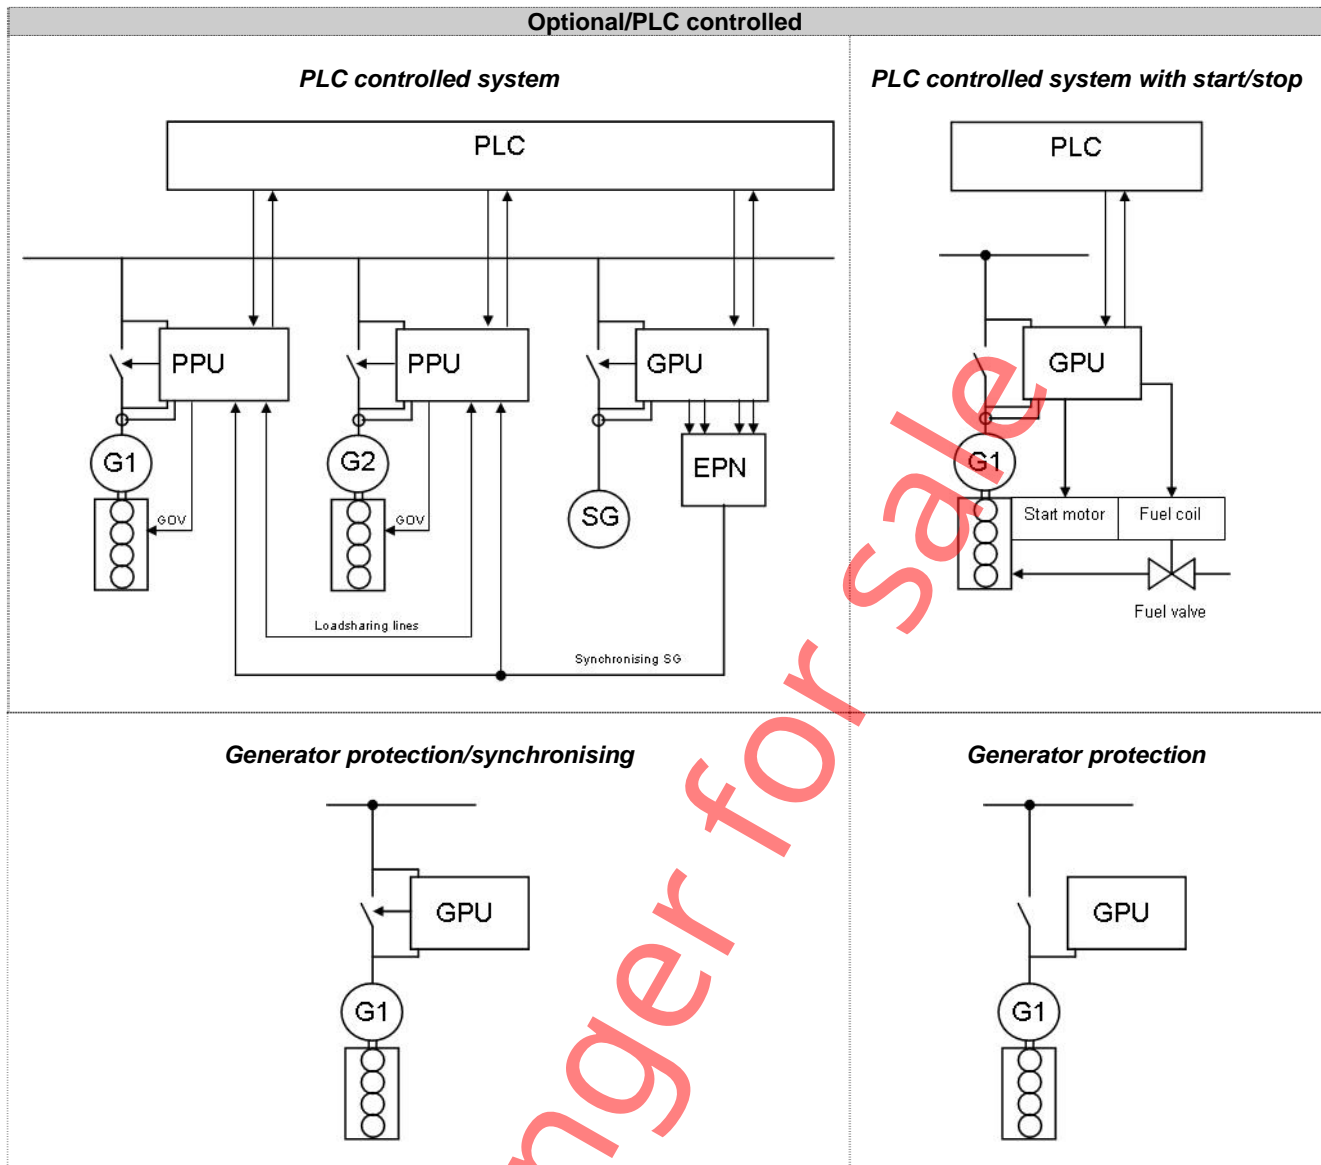 Optional/PLC controlled
PLC controlled system
PLC controlled system with start/stop
PLC
PLC
PPU
PPU
GPU
GPU
G1
G2
SG
EPN
G1
GOV
GOV
Start motor
Fuel coil
Fuel valve
Loadsharing lines
Synchronising SG
Generator protection/synchronising
Generator protection
GPU
GPU
G1
G1
nger for sale